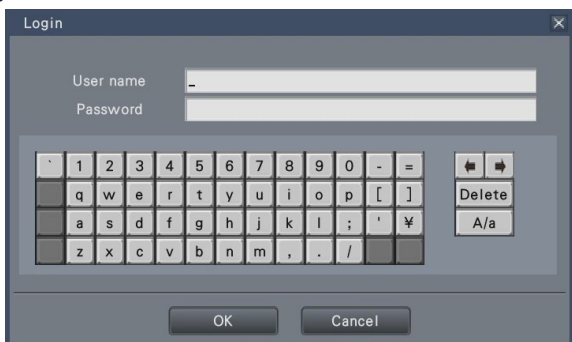 Login
User name _
Password
` 1 2 3 4 5 6 7 8 9 0 - =
q w e r t y u i o p [ ] Delete
a s d f g h j k l ; ' ¥ A/a
z x c v b n m , . /
OK Cancel